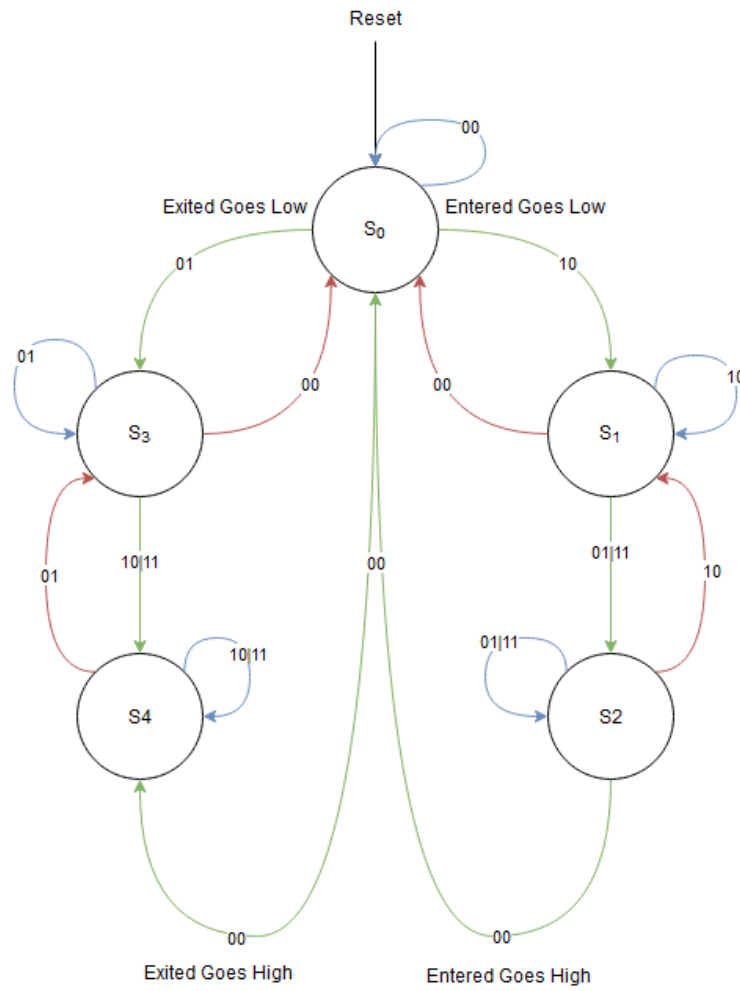 Reset
00
Exited Goes Low
Entered Goes Low
S0
01
10
01
00
00
10
S3
S1
10|11
01|11
00
01
10
10|11
01|11
S4
S2
00
00
Exited Goes High
Entered Goes High